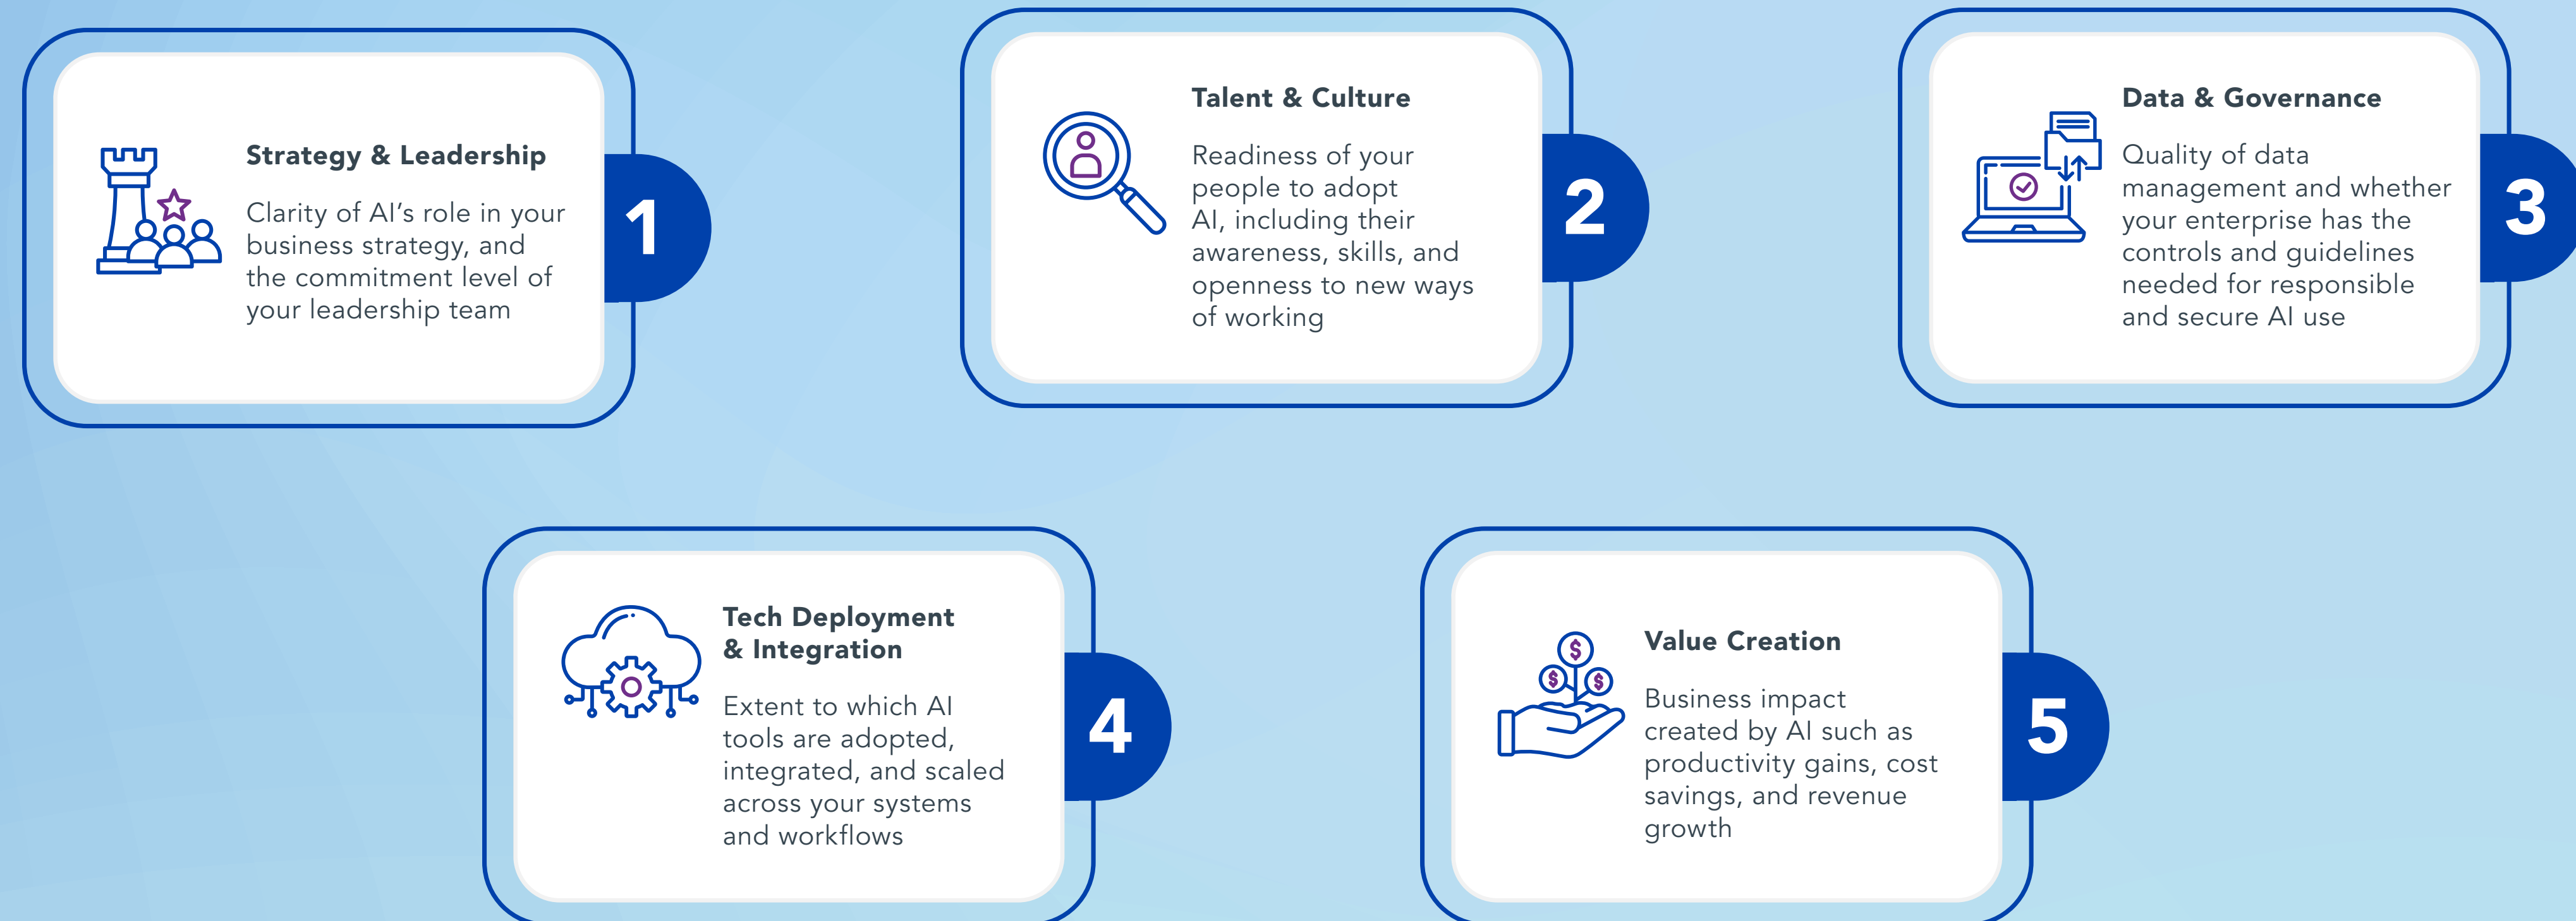 Strategy & Leadership
Clarity of AI’s role in your
business strategy, and
the commitment level of
your leadership team
1
Talent & Culture
Readiness of your
people to adopt
AI, including their
awareness, skills, and
openness to new ways
of working
2
Data & Governance
Quality of data
management and whether
your enterprise has the
controls and guidelines
needed for responsible
and secure AI use
3
Tech Deployment
& Integration
Extent to which AI
tools are adopted,
integrated, and scaled
across your systems
and workflows
4
$
$
$
Value Creation
Business impact
created by AI such as
productivity gains, cost
savings, and revenue
growth
5